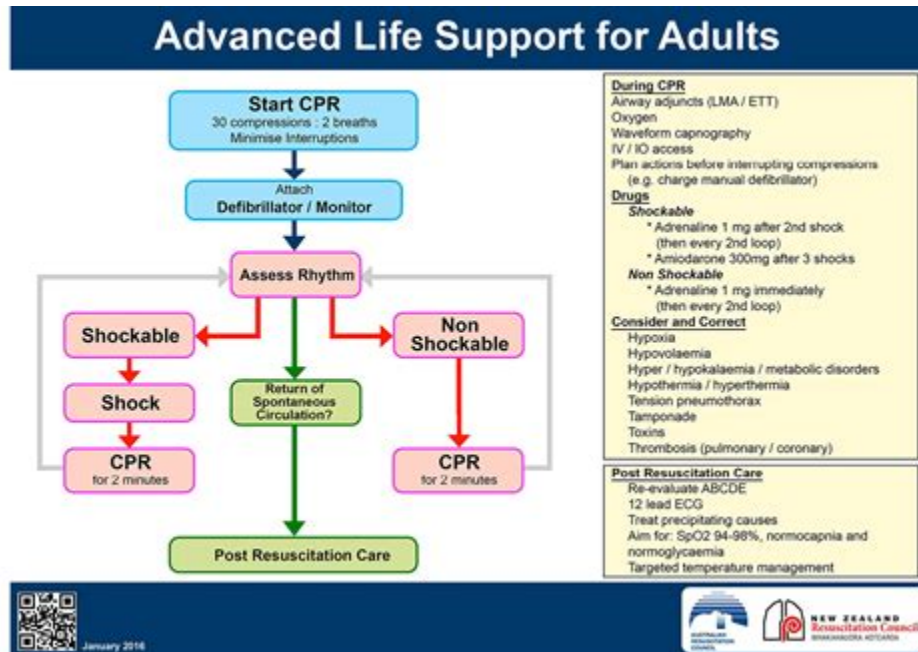 Advanced Life Support for Adults
Start CPR
30 compressions : 2 breaths
Minimise Interruptions
Attach
Defibrillator / Monitor
Assess Rhythm
Shockable
Non
Shockable
Shock
Return of
Spontaneous
Circulation?
CPR
for 2 minutes
CPR
for 2 minutes
Post Resuscitation Care
During CPR
Airway adjuncts (LMA / ETT)
Oxygen
Waveform capnography
IV / IO access
Plan actions before interrupting compressions
(e.g. charge manual defibrillator)
Drugs
Shockable
* Adrenaline 1 mg after 2nd shock
(then every 2nd loop)
* Amiodarone 300mg after 3 shocks
Non Shockable
* Adrenaline 1 mg immediately
(then every 2nd loop)
Consider and Correct
Hypoxia
Hypovolaemia
Hyper / hypokalaemia / metabolic disorders
Hypothermia / hyperthermia
Tension pneumothorax
Tamponade
Toxins
Thrombosis (pulmonary / coronary)
Post Resuscitation Care
Re-evaluate ABCDE
12 lead ECG
Treat precipitating causes
Aim for: SpO2 94-98%, normocapnia and
normoglycaemia
Targeted temperature management
January 2016
AUSTRALIAN
RESUSCITATION
COUNCIL
NEW ZEALAND
Resuscitation Council
WHAKAHAUORA AOTEAROA